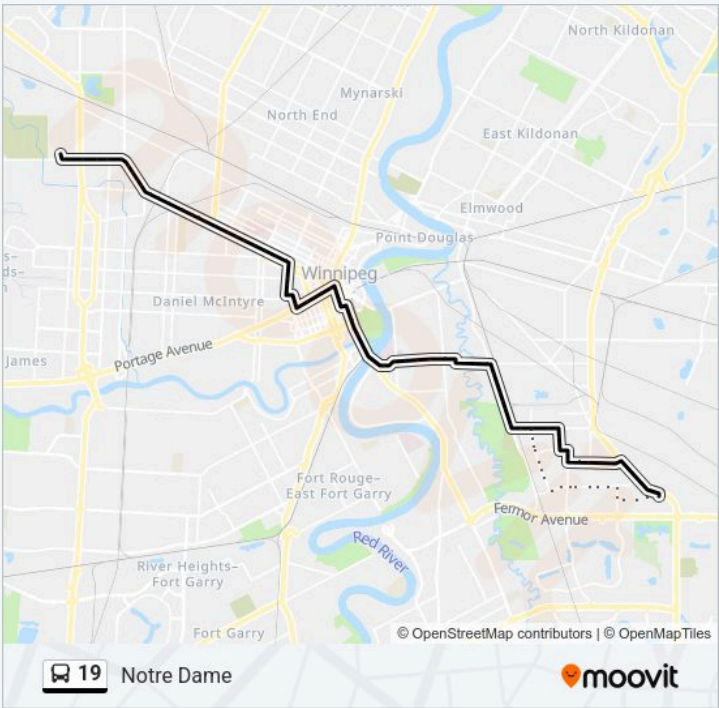 North Kildonan
Mynarski
North End
East Kildonan
Elmwood
Point Douglas
Winnipeg
Daniel McIntyre
James
Portage Avenue
Fort Rouge–
East Fort Garry
Fermor Avenue
Red River
River Heights–
Fort Garry
Fort Garry
© OpenStreetMap contributors | © OpenMapTiles
19 Notre Dame
moovit